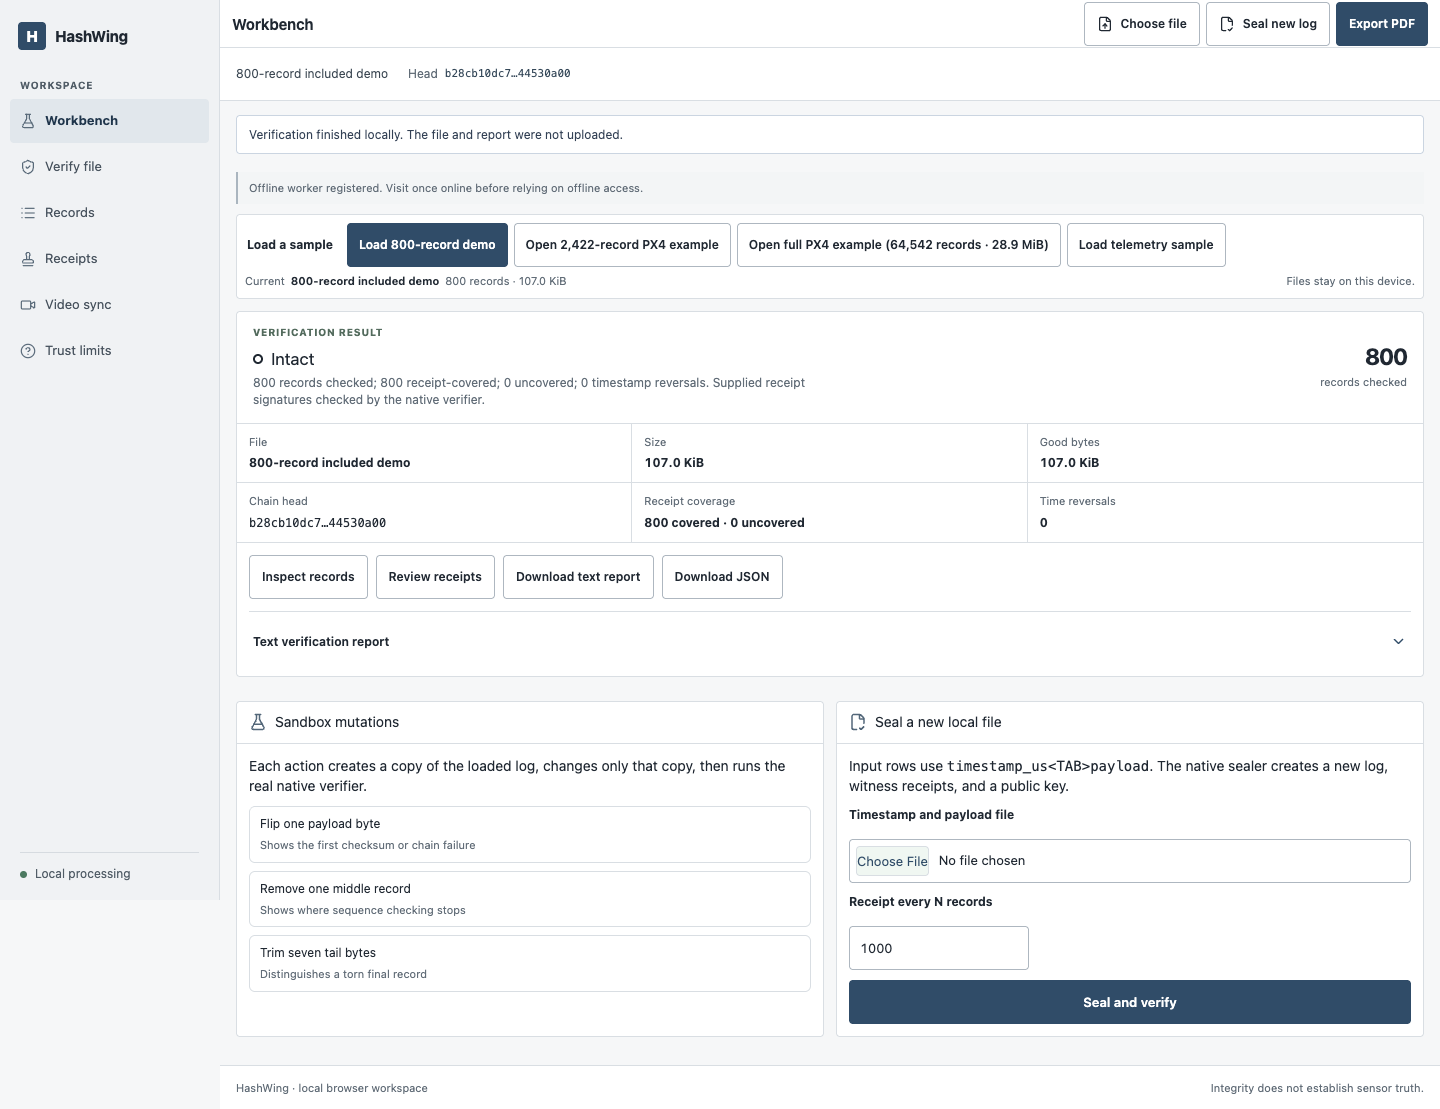 H HashWing
WORKSPACE
Workbench
Verify file
Records
Receipts
Video sync
Trust limits
Local processing
Workbench
Choose file
Seal new log
Export PDF
800-record included demo Head b28cb10dc7…44530a00
Verification finished locally. The file and report were not uploaded.
Offline worker registered. Visit once online before relying on offline access.
Load a sample
Load 800-record demo
Open 2,422-record PX4 example
Open full PX4 example (64,542 records · 28.9 MiB)
Load telemetry sample
Current 800-record included demo 800 records · 107.0 KiB
Files stay on this device.
VERIFICATION RESULT
Intact
800 records checked; 800 receipt-covered; 0 uncovered; 0 timestamp reversals. Supplied receipt
signatures checked by the native verifier.
800
records checked
File
800-record included demo
Size
107.0 KiB
Good bytes
107.0 KiB
Chain head
b28cb10dc7…44530a00
Receipt coverage
800 covered · 0 uncovered
Time reversals
0
Inspect records
Review receipts
Download text report
Download JSON
Text verification report
Sandbox mutations
Each action creates a copy of the loaded log, changes only that copy, then runs the
real native verifier.
Flip one payload byte
Shows the first checksum or chain failure
Remove one middle record
Shows where sequence checking stops
Trim seven tail bytes
Distinguishes a torn final record
Seal a new local file
Input rows use timestamp_us<TAB>payload. The native sealer creates a new log,
witness receipts, and a public key.
Timestamp and payload file
Choose File No file chosen
Receipt every N records
1000
Seal and verify
HashWing · local browser workspace
Integrity does not establish sensor truth.